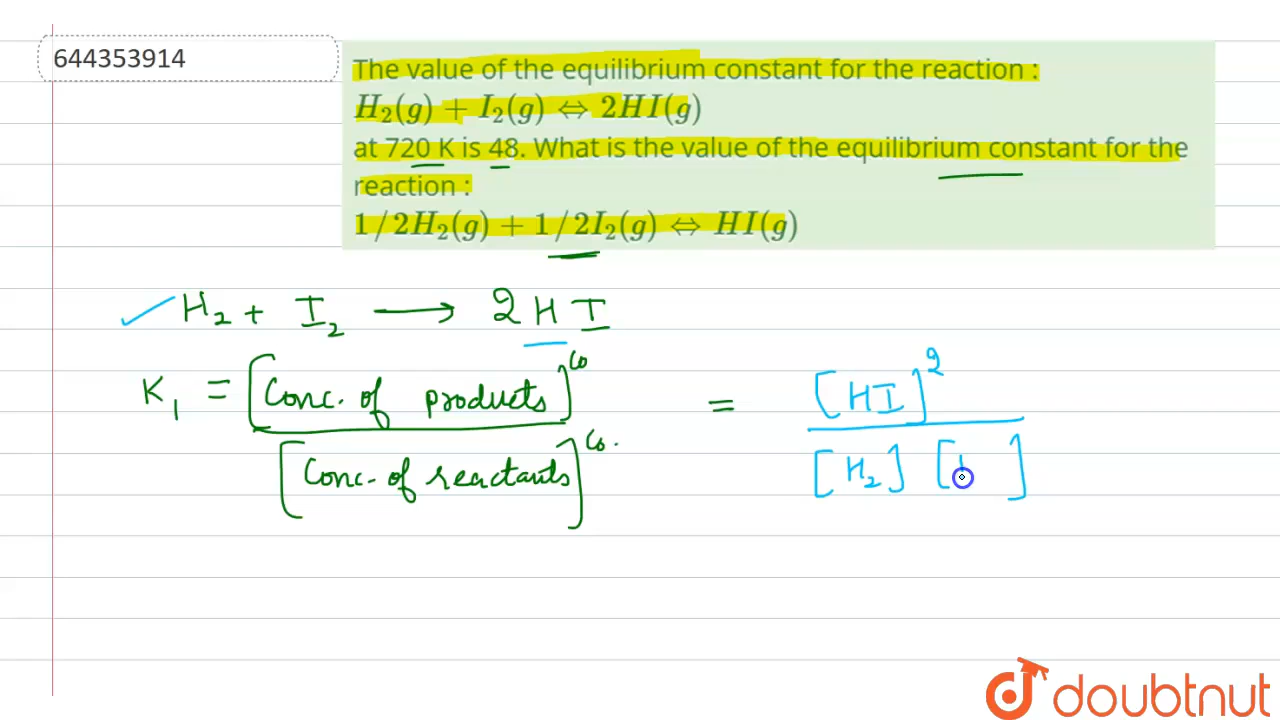 644353914
The value of the equilibrium constant for the reaction :
H₂(g) + I₂(g) ⇔ 2HI(g)
at 720 K is 48. What is the value of the equilibrium constant for the
reaction :
1/2H₂(g) + 1/2I₂(g) ⇔ HI(g)
H₂ + I₂ ⟶ 2HI
K₁ = [Conc. of products]^Co = [HI]²
[Conc. of reactants]^Co. [H₂] [I ]
doubtnut